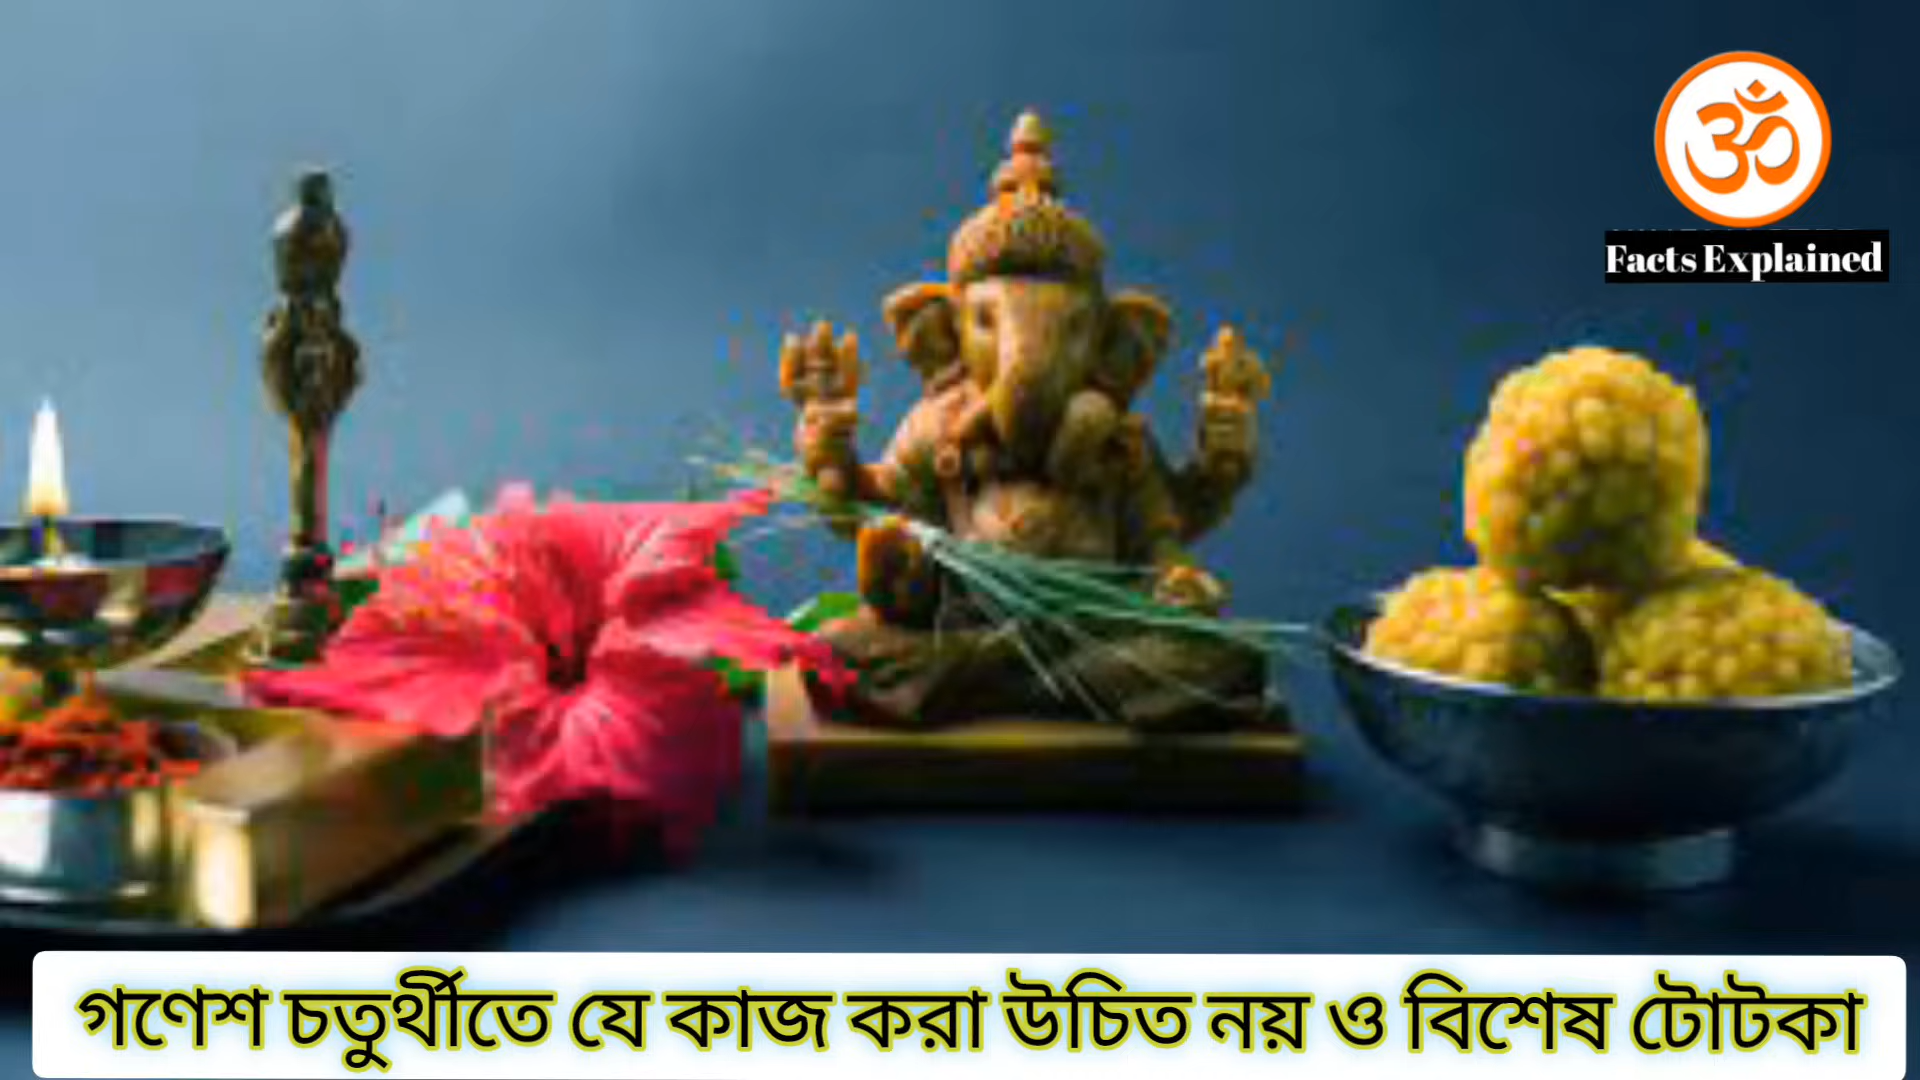 ॐ
Facts Explained
গণেশ চতুর্থীতে যে কাজ করা উচিত নয় ও বিশেষ টোটকা